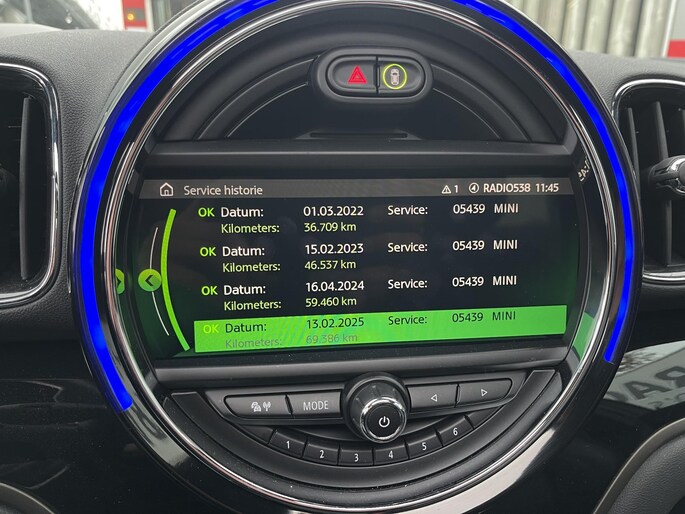 Service historie 1 RADIO538 11:45
OK Datum: 01.03.2022 Service: 05439 MINI
Kilometers: 36.709 km
OK Datum: 15.02.2023 Service: 05439 MINI
Kilometers: 46.537 km
OK Datum: 16.04.2024 Service: 05439 MINI
Kilometers: 59.460 km
OK Datum: 13.02.2025 Service: 05439 MINI
Kilometers: 69.386 km
MODE
1 2 3 4 5 6